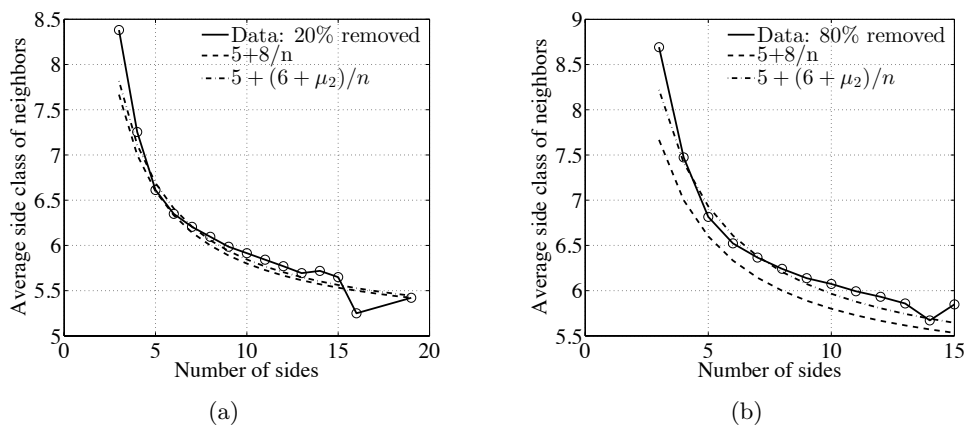 8.5
8
7.5
7
6.5
6
5.5
5
0
5
10
15
20
Average side class of neighbors
Number of sides
Data: 20% removed
5+8/n
5 + (6 + μ₂)/n
(a)
9
8.5
8
7.5
7
6.5
6
5.5
0
5
10
15
Average side class of neighbors
Number of sides
Data: 80% removed
5+8/n
5 + (6 + μ₂)/n
(b)